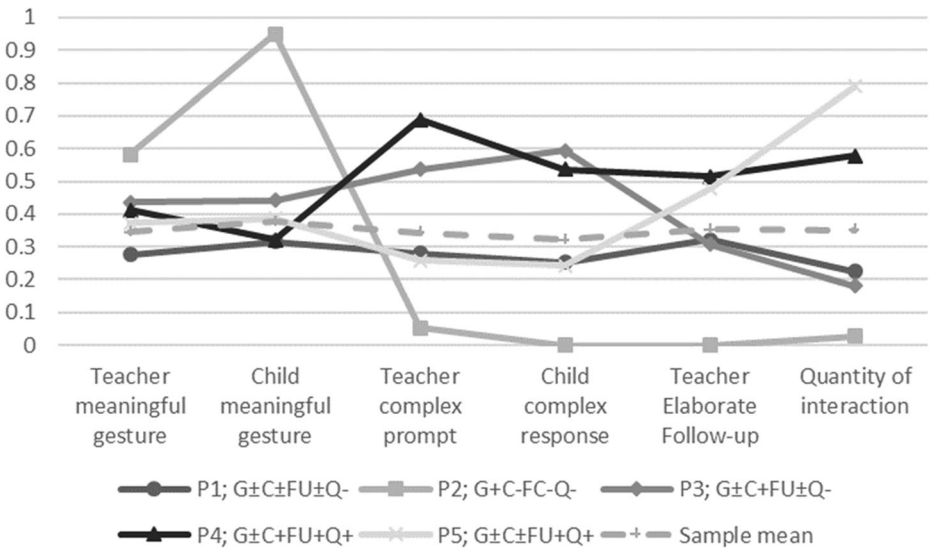 1
0.9
0.8
0.7
0.6
0.5
0.4
0.3
0.2
0.1
0
Teacher meaningful gesture
Child meaningful gesture
Teacher complex prompt
Child complex response
Teacher Elaborate Follow-up
Quantity of interaction
P1; G±C±FU±Q-
P2; G+C-FC-Q-
P3; G±C+FU±Q-
P4; G±C+FU+Q+
P5; G±C±FU+Q+
Sample mean